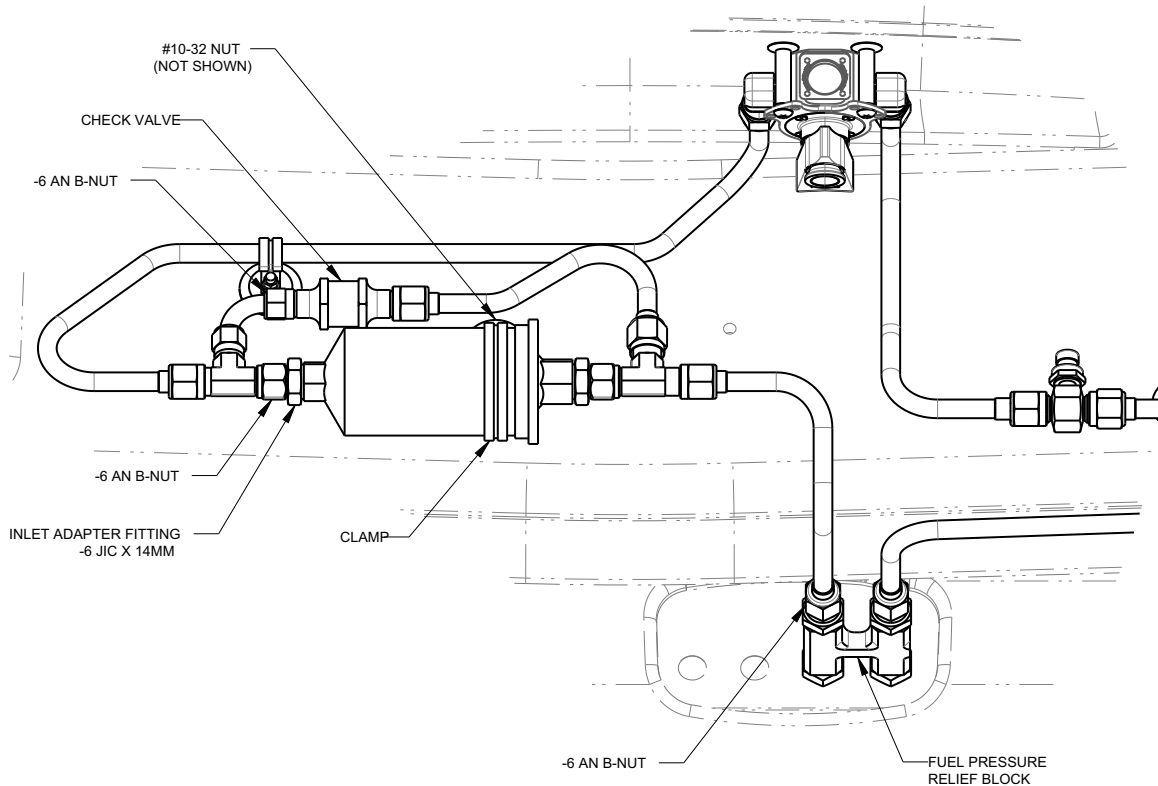 #10-32 NUT
(NOT SHOWN)
CHECK VALVE
-6 AN B-NUT
-6 AN B-NUT
INLET ADAPTER FITTING
-6 JIC X 14MM
CLAMP
-6 AN B-NUT
FUEL PRESSURE
RELIEF BLOCK